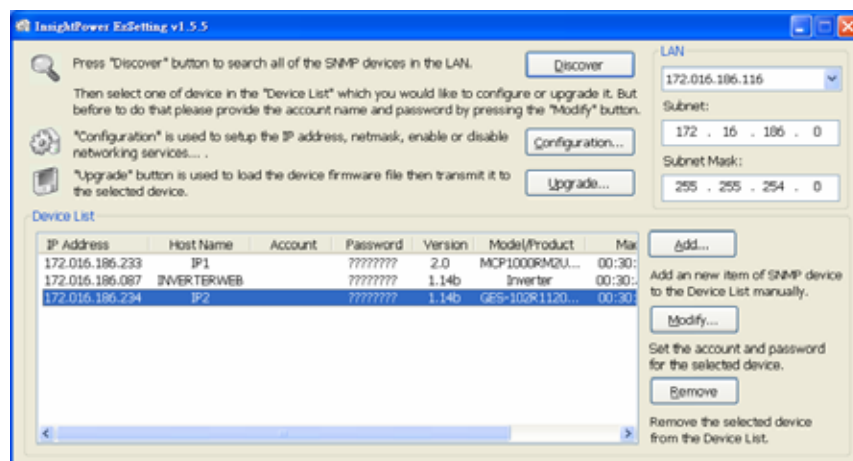 InsightPower EzSetting v1.5.5
Press "Discover" button to search all of the SNMP devices in the LAN.
Discover
Then select one of device in the "Device List" which you would like to configure or upgrade it. But
before to do that please provide the account name and password by pressing the "Modify" button.
"Configuration" is used to setup the IP address, netmask, enable or disable
networking services... .
Configuration...
"Upgrade" button is used to load the device firmware file then transmit it to
the selected device.
Upgrade...
LAN
172.016.186.116
Subnet:
172 . 16 . 186 . 0
Subnet Mask:
255 . 255 . 254 . 0
Device List
IP Address Host Name Account Password Version Model/Product Mac
172.016.186.233 IP1 ???????? 2.0 MCP1000RM2U... 00:30:
172.016.186.087 INVERTERWEB ???????? 1.14b Inverter 00:30:
172.016.186.234 IP2 ???????? 1.14b GES-102R1120... 00:30:
Add...
Add an new item of SNMP device
to the Device List manually.
Modify...
Set the account and password
for the selected device.
Remove
Remove the selected device
from the Device List.